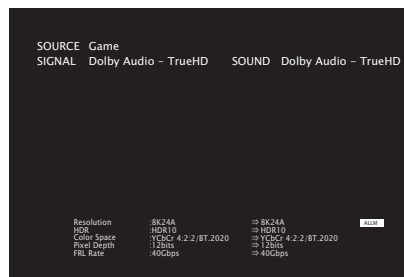 SOURCE Game
SIGNAL Dolby Audio – TrueHD SOUND Dolby Audio – TrueHD
Resolution :8K24A ⇒ 8K24A ALLM
HDR :HDR10 ⇒ HDR10
Color Space :YCbCr 4:2:2/BT.2020 ⇒ YCbCr 4:2:2/BT.2020
Pixel Depth :12bits ⇒ 12bits
FRL Rate :40Gbps ⇒ 40Gbps